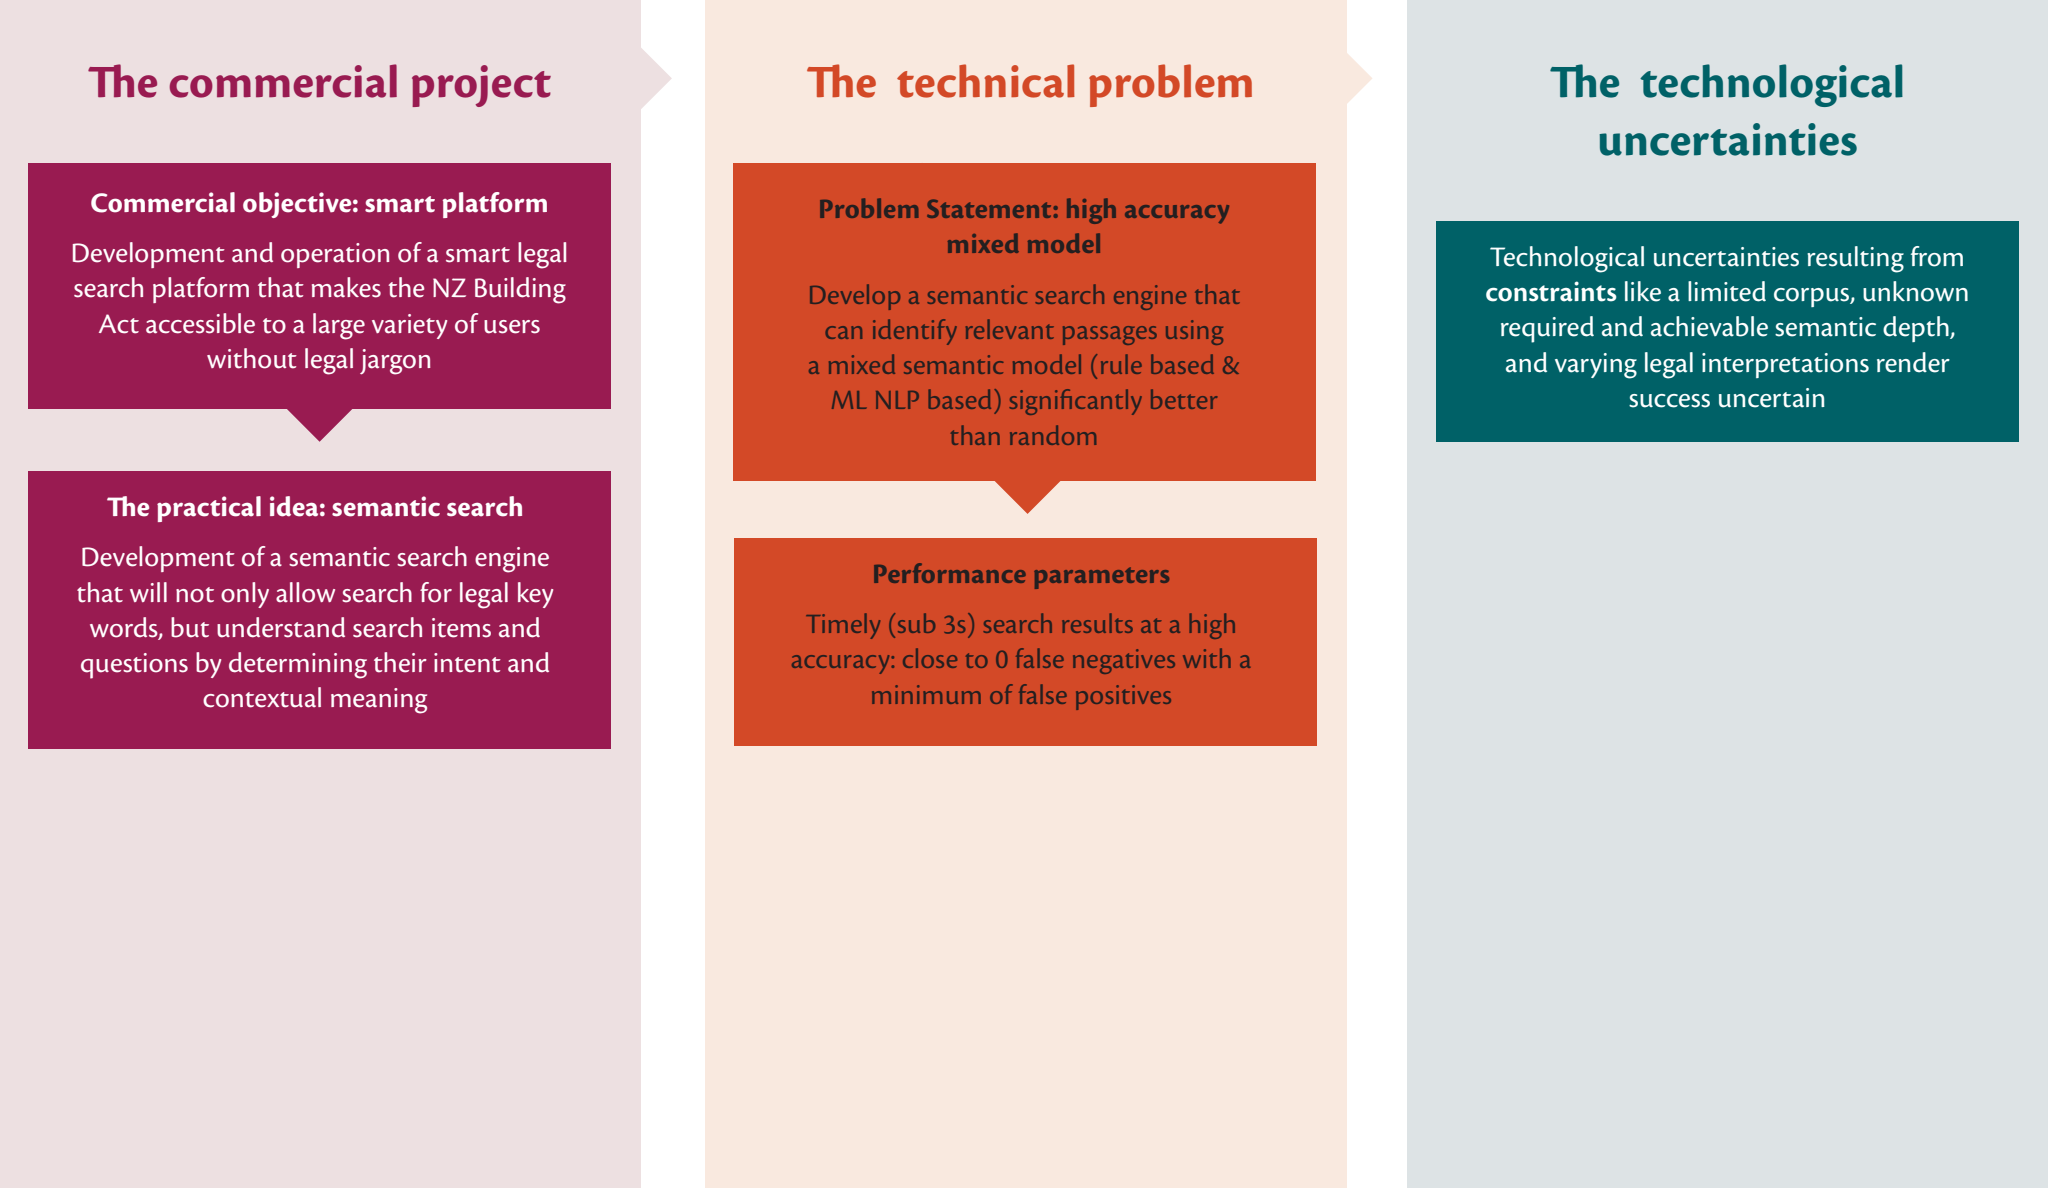 The commercial project
Commercial objective: smart platform
Development and operation of a smart legal
search platform that makes the NZ Building
Act accessible to a large variety of users
without legal jargon
The practical idea: semantic search
Development of a semantic search engine
that will not only allow search for legal key
words, but understand search items and
questions by determining their intent and
contextual meaning
The technical problem
Problem Statement: high accuracy
mixed model
Develop a semantic search engine that
can identify relevant passages using
a mixed semantic model (rule based &
ML NLP based) significantly better
than random
Performance parameters
Timely (sub 3s) search results at a high
accuracy: close to 0 false negatives with a
minimum of false positives
The technological
uncertainties
Technological uncertainties resulting from
constraints like a limited corpus, unknown
required and achievable semantic depth,
and varying legal interpretations render
success uncertain